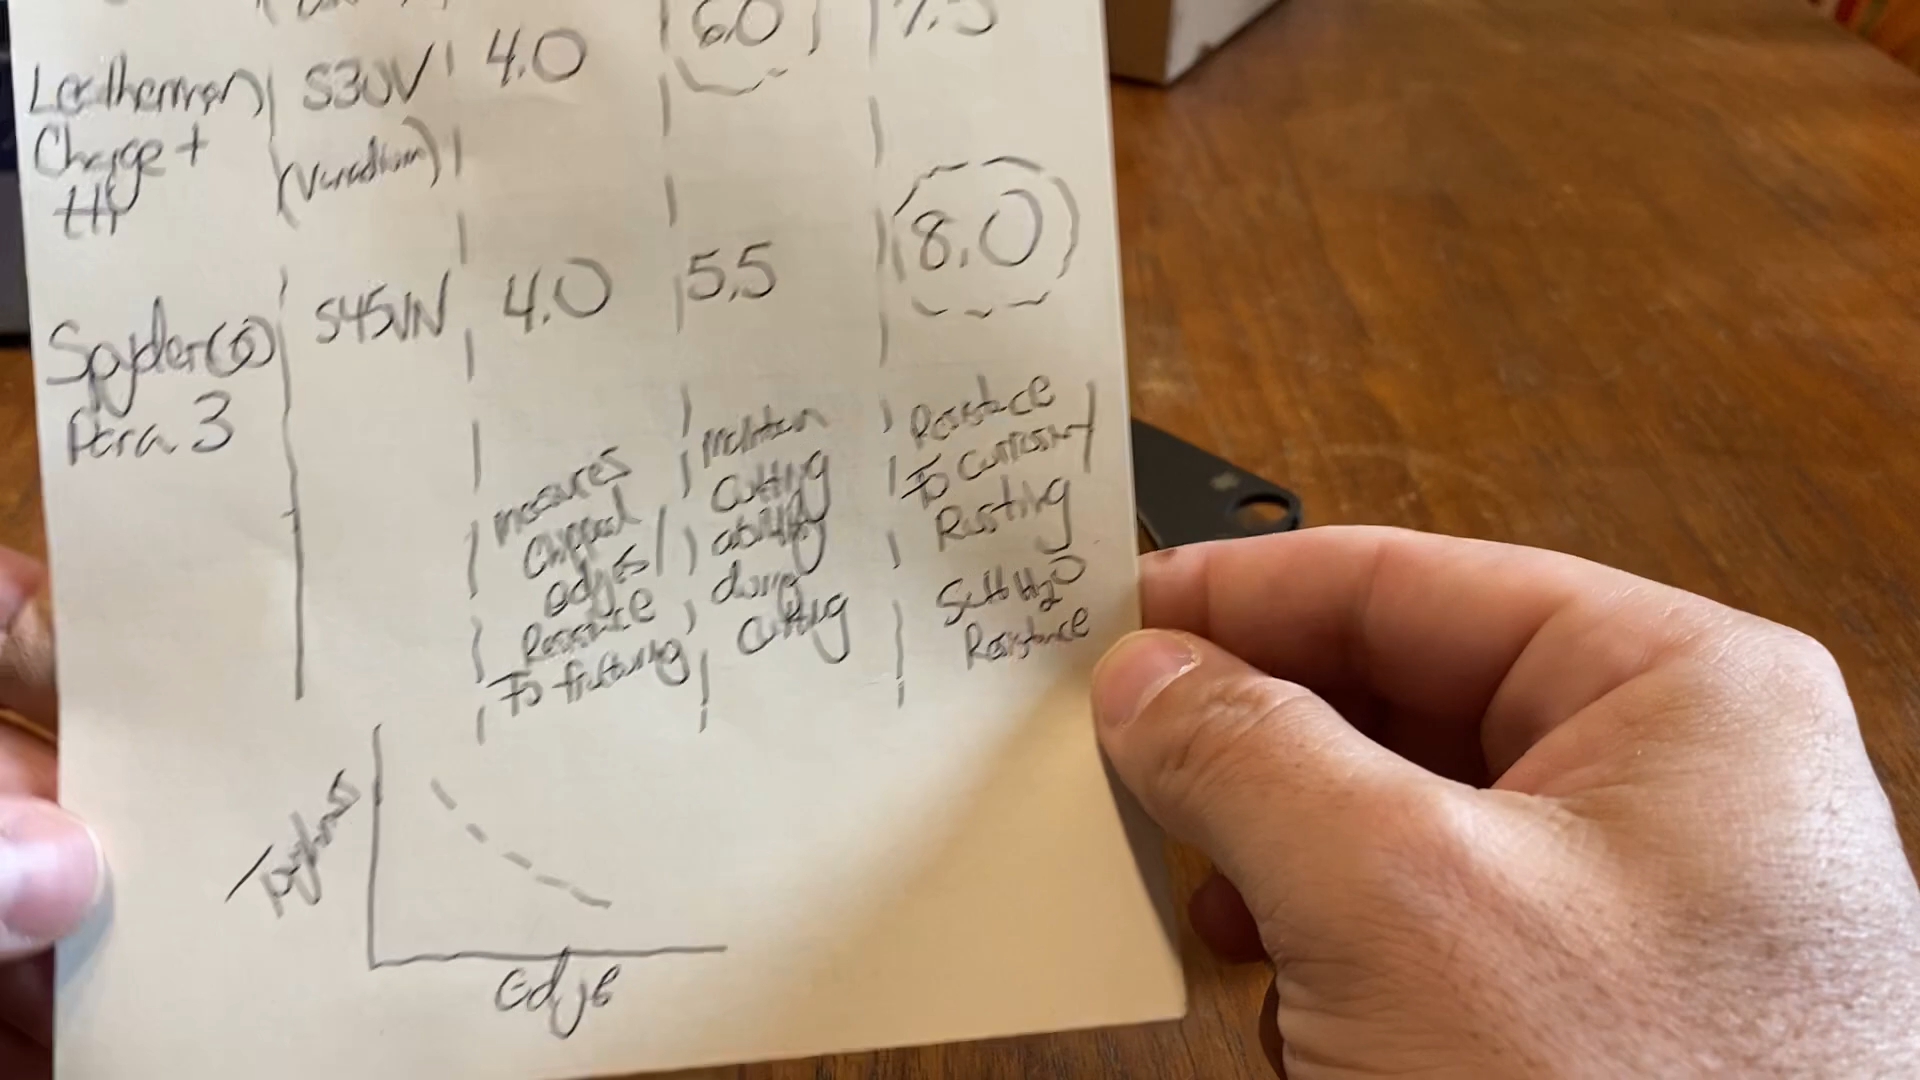 Leatherman S30V 4.0 6.0 7.5
Charge + (Vanadium)
TTi
8.0
Spyderco S45VN 4.0 5.5
Para 3
measures
Chipped
edges/
Resistance
To fracturing
maintain
Cutting
ability
during
Cutting
Resistance
To Corrosion/
Rusting
Salt H2O
Resistance
Toughness
Edge